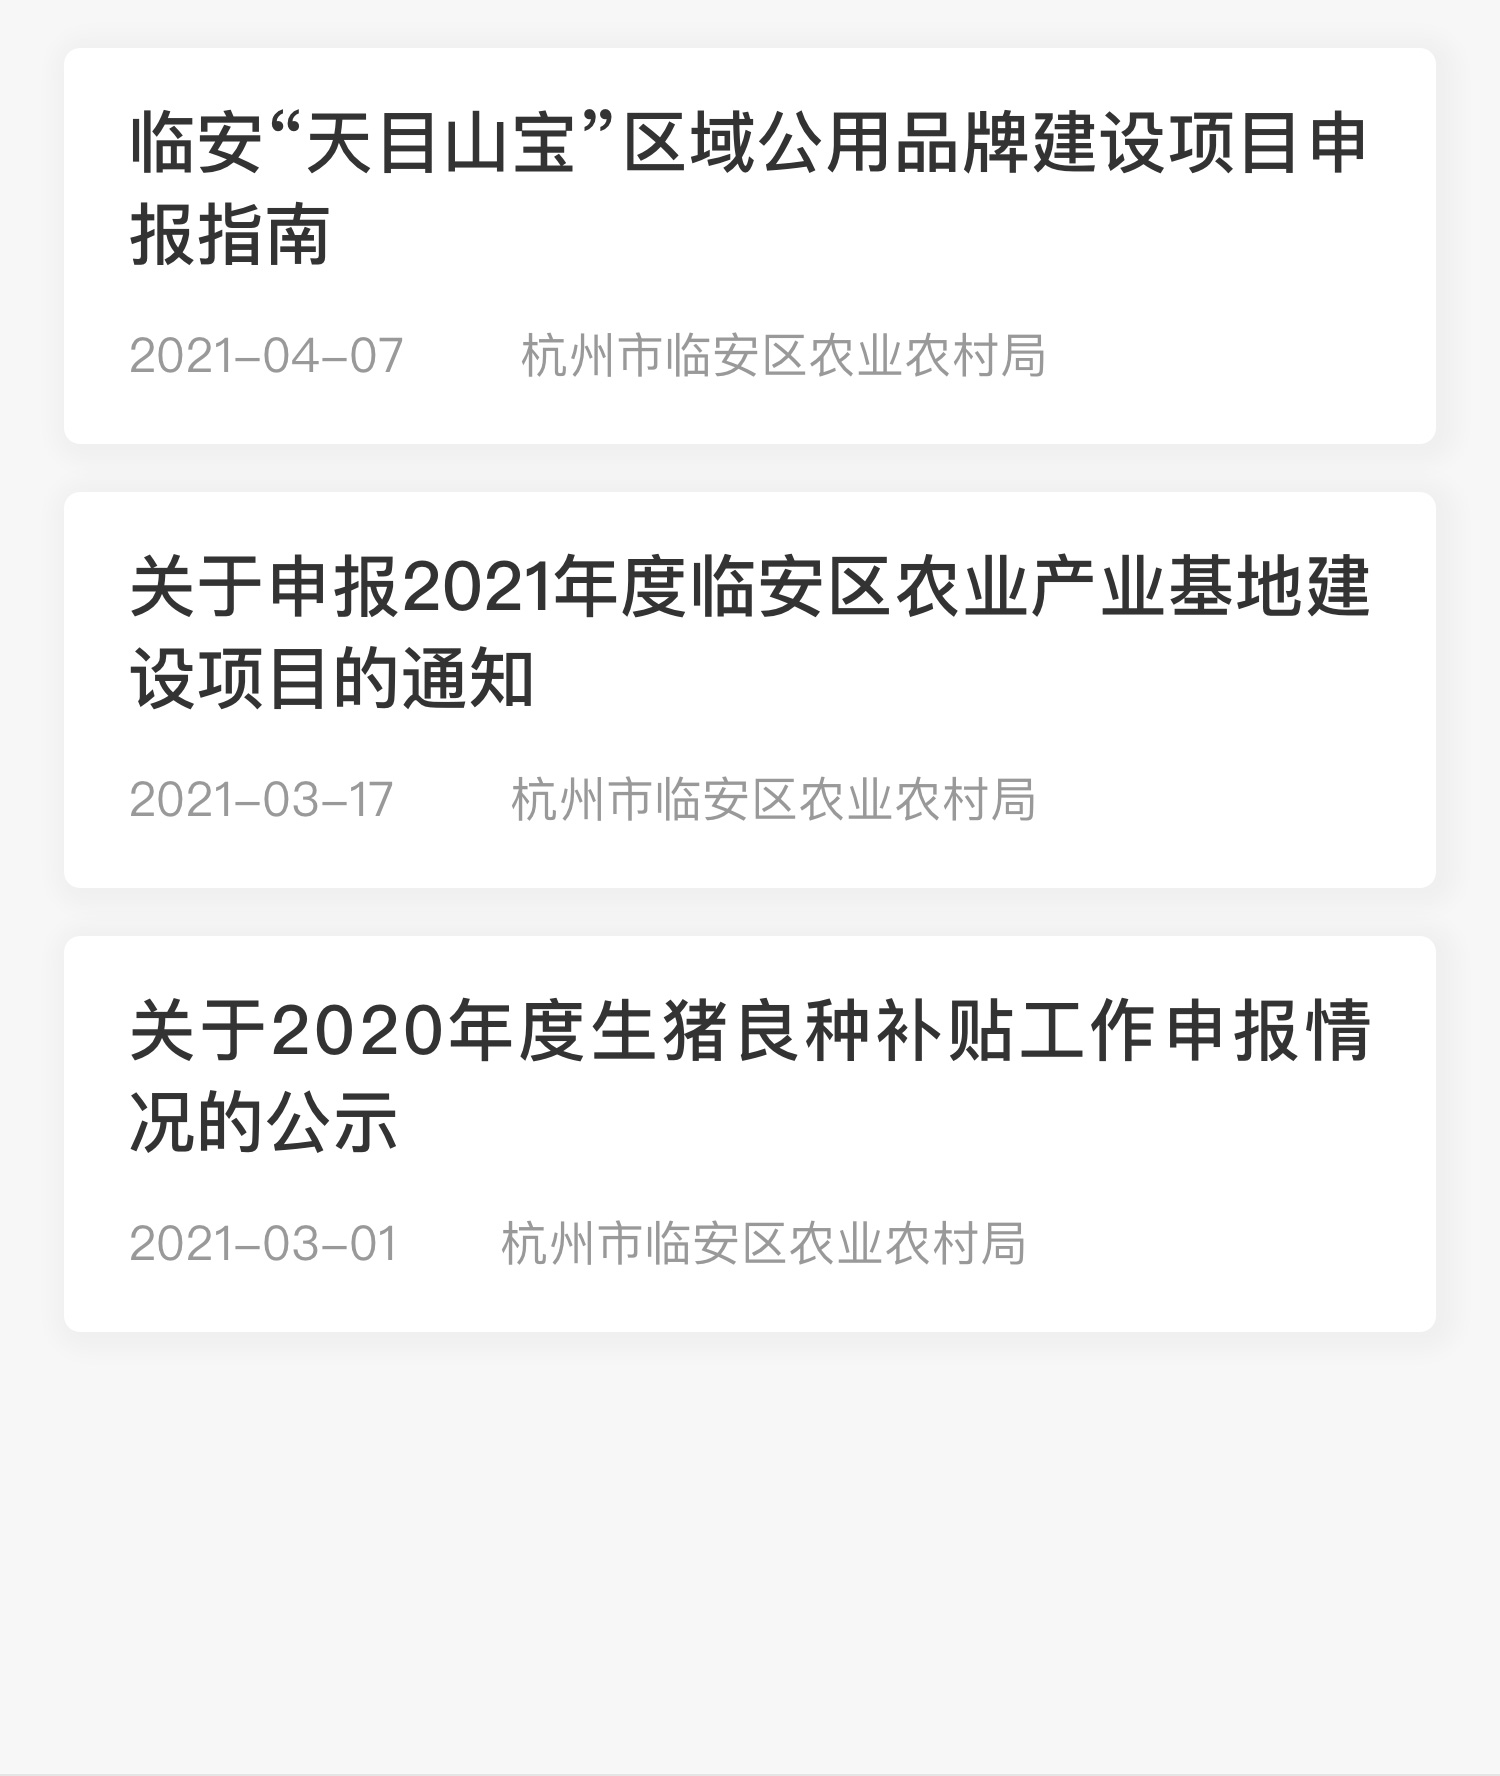 临安“天目山宝”区域公用品牌建设项目申
报指南
2021-04-07 杭州市临安区农业农村局
关于申报2021年度临安区农业产业基地建
设项目的通知
2021-03-17 杭州市临安区农业农村局
关于2020年度生猪良种补贴工作申报情
况的公示
2021-03-01 杭州市临安区农业农村局